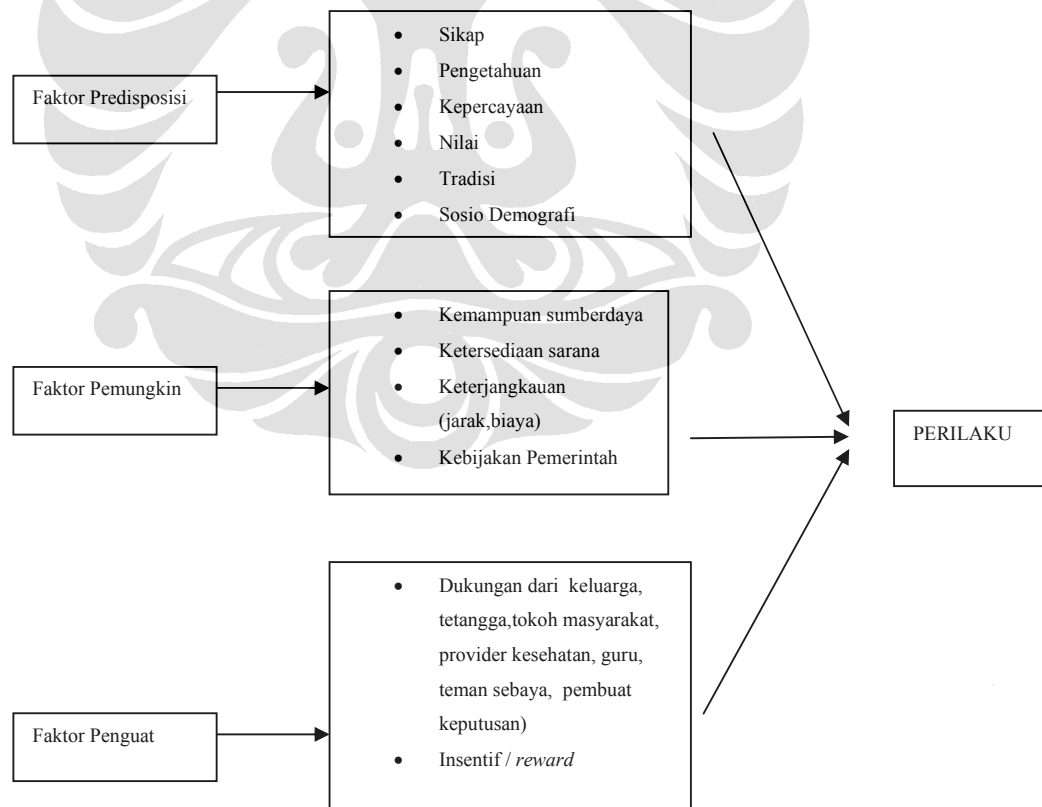 Faktor Predisposisi
• Sikap
• Pengetahuan
• Kepercayaan
• Nilai
• Tradisi
• Sosio Demografi
Faktor Pemungkin
• Kemampuan sumberdaya
• Ketersediaan sarana
• Keterjangkauan
(jarak,biaya)
• Kebijakan Pemerintah
PERILAKU
Faktor Penguat
• Dukungan dari keluarga,
tetangga,tokoh masyarakat,
provider kesehatan, guru,
teman sebaya, pembuat
keputusan)
• Insentif / reward